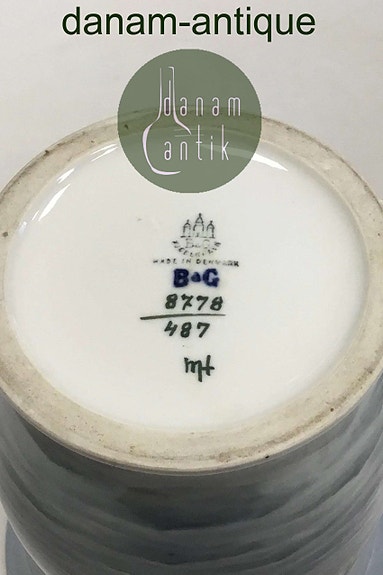 danam-antique
danam
antik
B&G
MADE IN DENMARK
B&G
8778
487